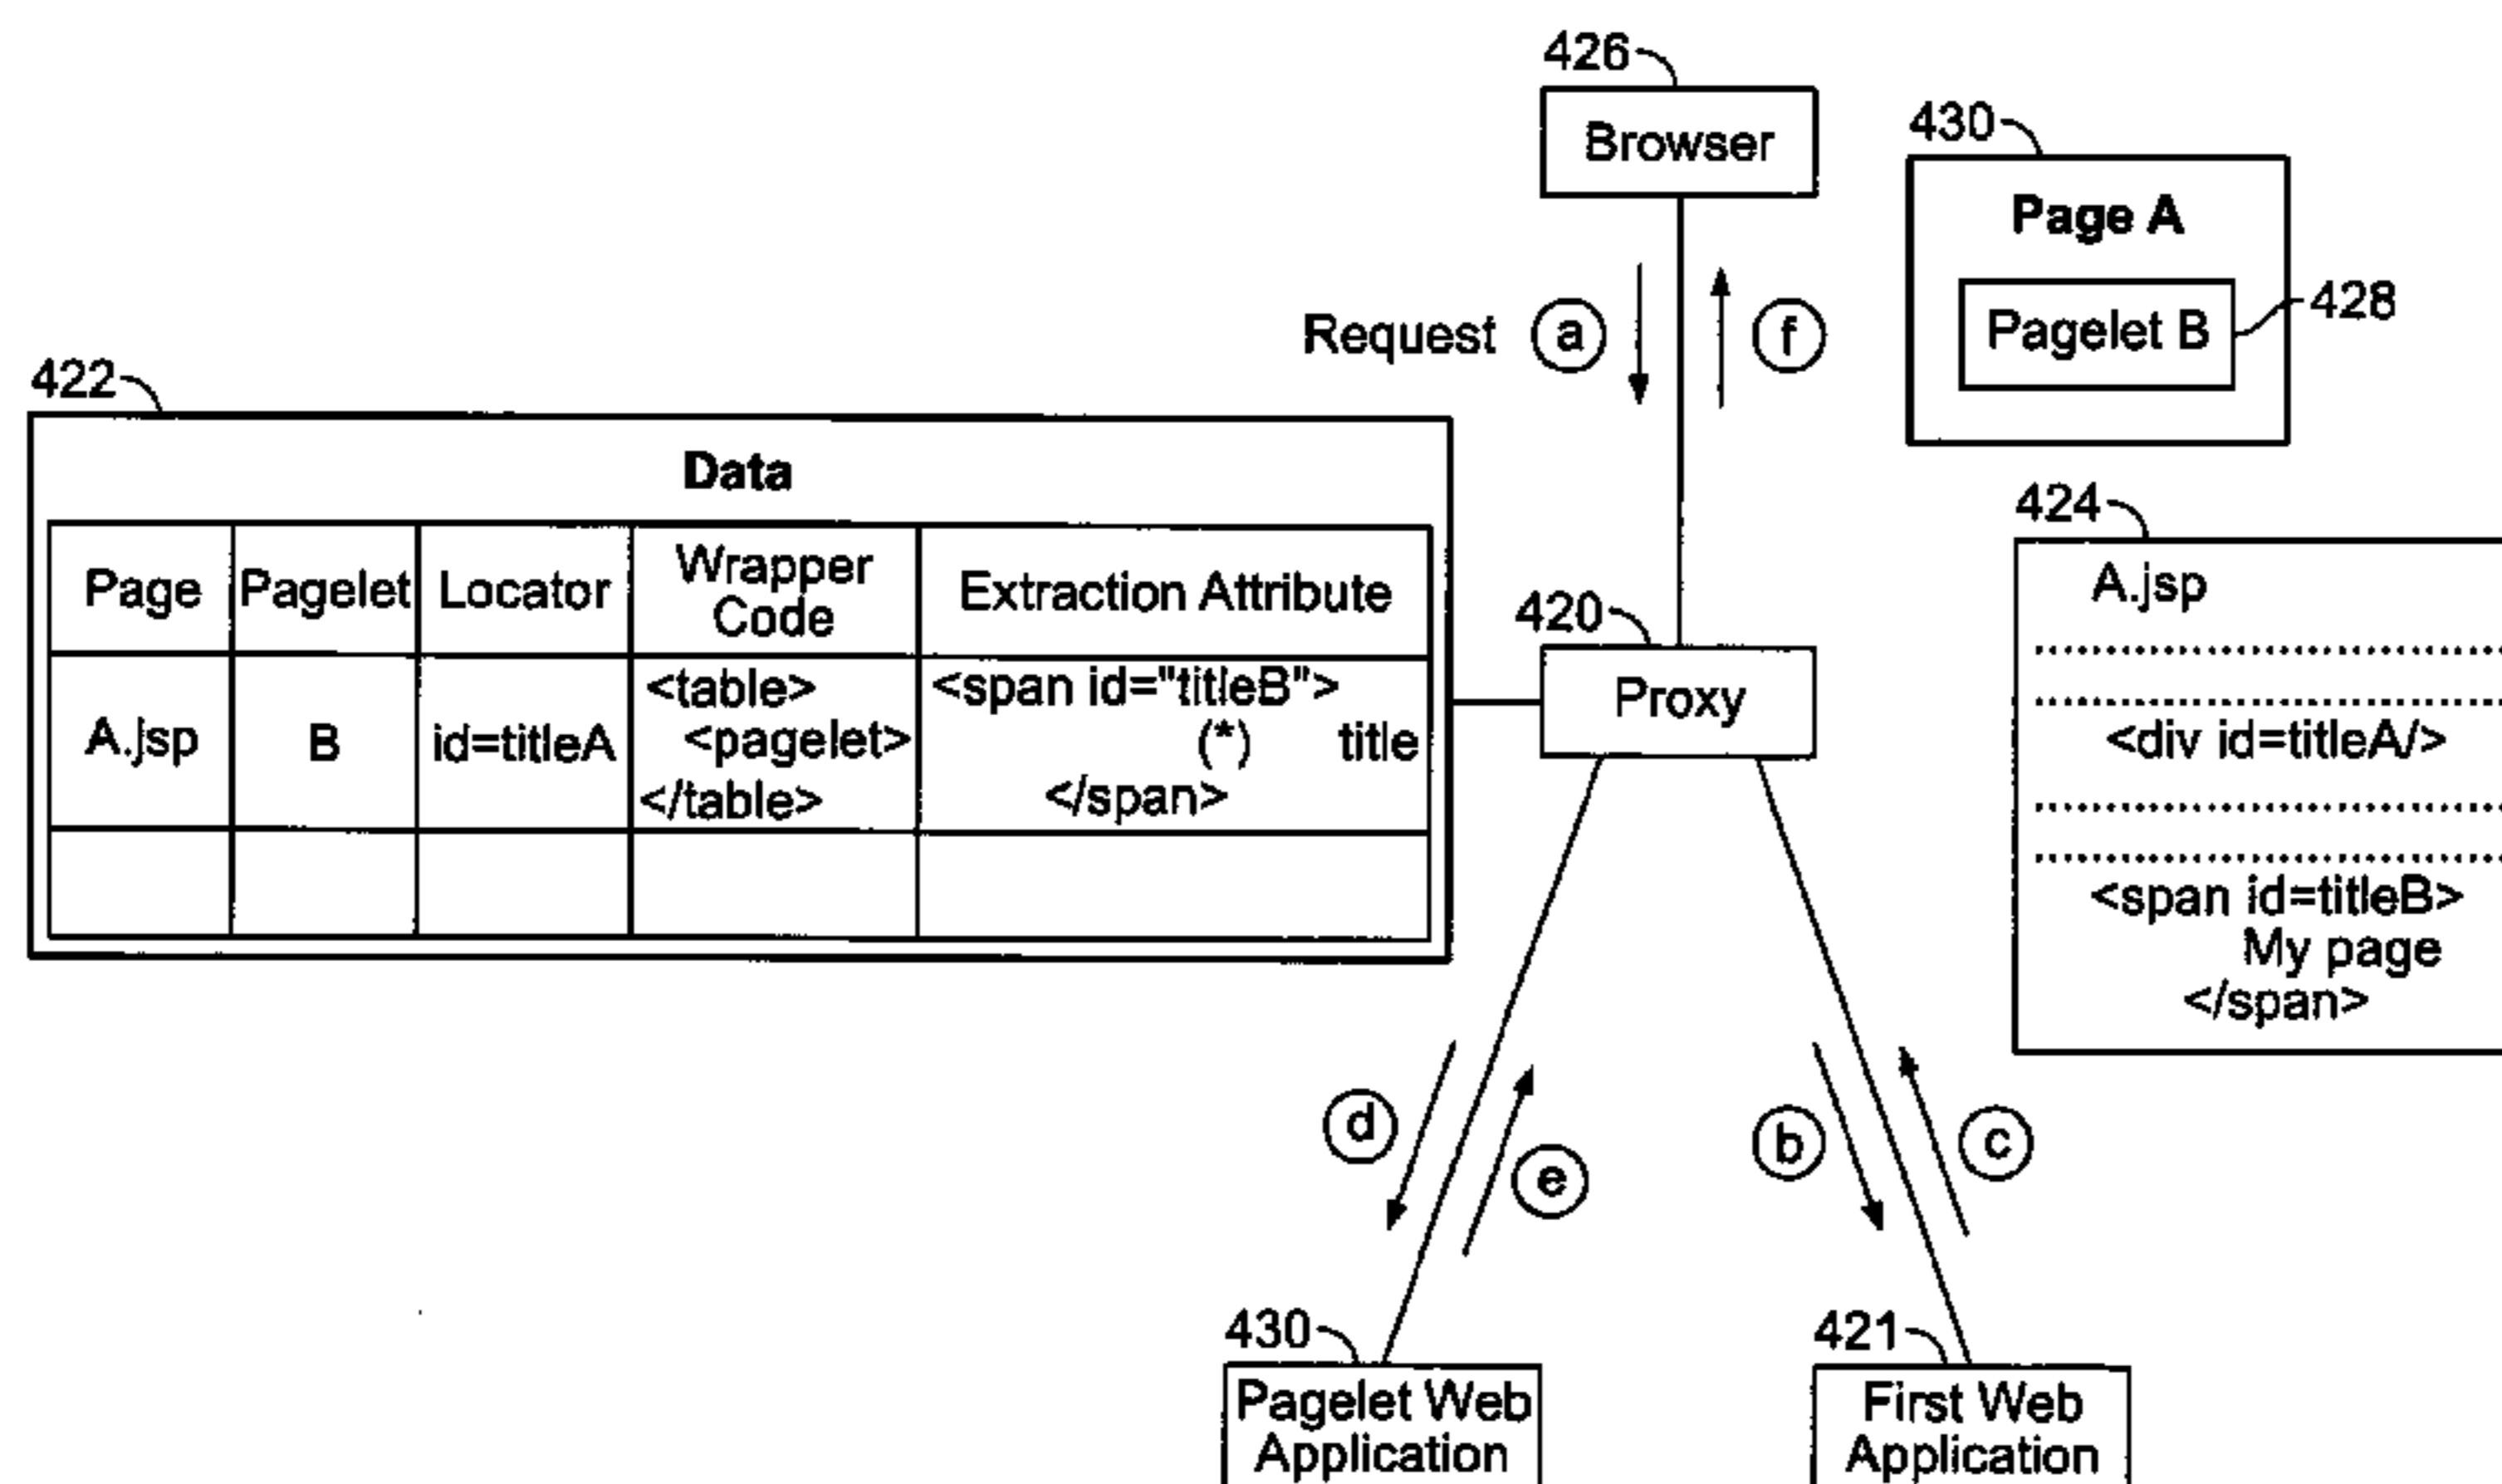 426
Browser
430
Page A
Pagelet B
428
Request
a
f
422
Data
Page
Pagelet
Locator
Wrapper
Code
Extraction Attribute
A.jsp
B
id=titleA
<table>
<pagelet>
</table>
<span id="titleB">
(*) title
</span>
420
Proxy
424
A.jsp
<div id=titleA/>
<span id=titleB>
My page
</span>
d
e
b
c
430
Pagelet Web
Application
421
First Web
Application